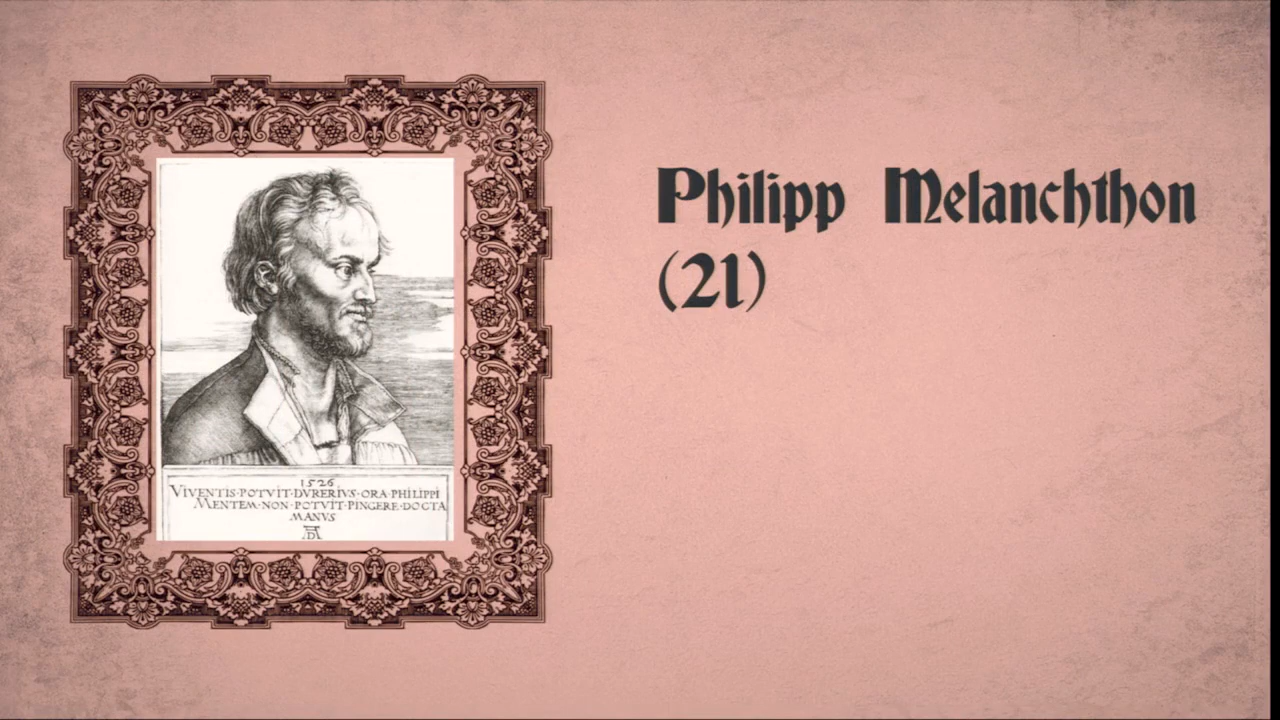 Philipp Melanchthon
(21)
1526
VIVENTIS·POTVIT·DVRERIVS·ORA·PHILIPPI
MENTEM·NON·POTVIT·PINGERE·DOCTA
MANVS
AD